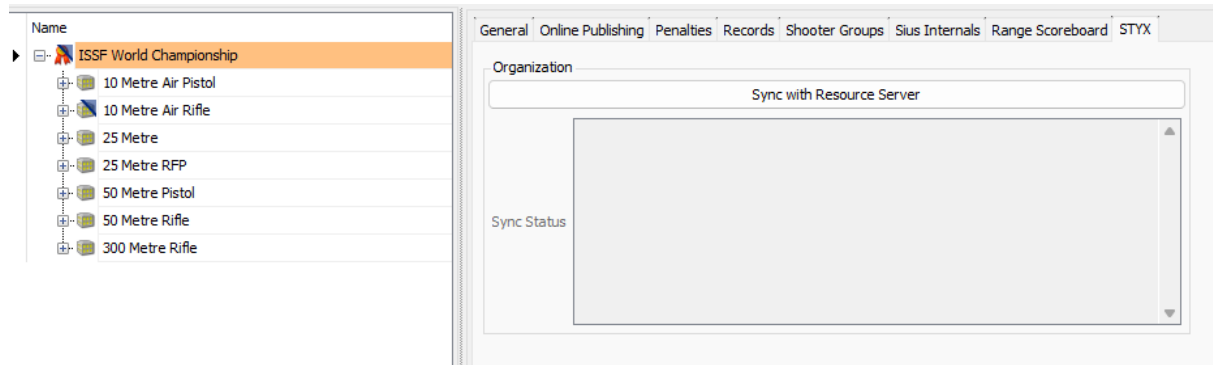 Name
ISSF World Championship
10 Metre Air Pistol
10 Metre Air Rifle
25 Metre
25 Metre RFP
50 Metre Pistol
50 Metre Rifle
300 Metre Rifle
General Online Publishing Penalties Records Shooter Groups Sius Internals Range Scoreboard STYX
Organization
Sync with Resource Server
Sync Status